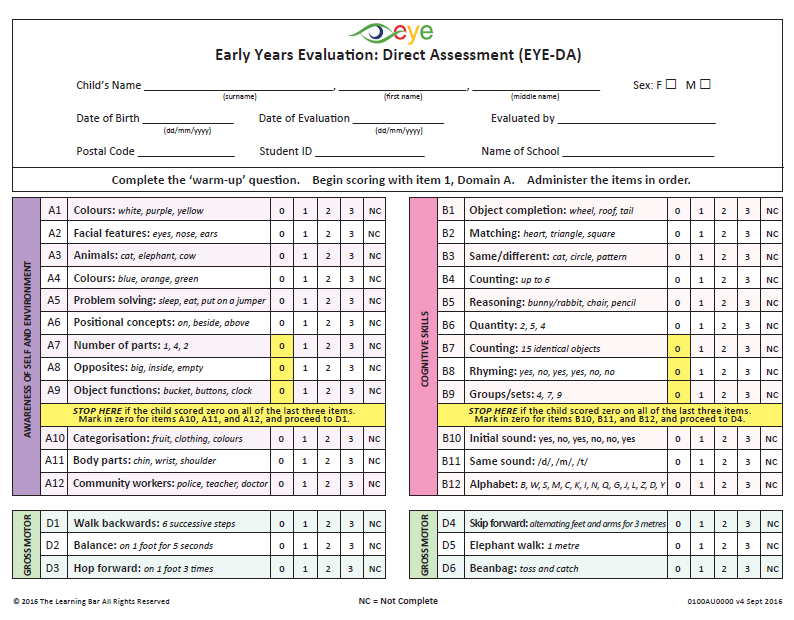 eye
Early Years Evaluation: Direct Assessment (EYE-DA)
Child's Name ____________, ____________, ____________ Sex: F ☐ M ☐
(surname) (first name) (middle name)
Date of Birth ____________ Date of Evaluation ____________ Evaluated by ____________
(dd/mm/yyyy) (dd/mm/yyyy)
Postal Code ____________ Student ID ____________ Name of School ____________
Complete the 'warm-up' question. Begin scoring with item 1, Domain A. Administer the items in order.
AWARENESS OF SELF AND ENVIRONMENT
A1 Colours: white, purple, yellow 0 1 2 3 NC
A2 Facial features: eyes, nose, ears 0 1 2 3 NC
A3 Animals: cat, elephant, cow 0 1 2 3 NC
A4 Colours: blue, orange, green 0 1 2 3 NC
A5 Problem solving: sleep, eat, put on a jumper 0 1 2 3 NC
A6 Positional concepts: on, beside, above 0 1 2 3 NC
A7 Number of parts: 1, 4, 2 0 1 2 3 NC
A8 Opposites: big, inside, empty 0 1 2 3 NC
A9 Object functions: bucket, buttons, clock 0 1 2 3 NC
STOP HERE if the child scored zero on all of the last three items.
Mark in zero for items A10, A11, and A12, and proceed to D1.
A10 Categorisation: fruit, clothing, colours 0 1 2 3 NC
A11 Body parts: chin, wrist, shoulder 0 1 2 3 NC
A12 Community workers: police, teacher, doctor 0 1 2 3 NC
COGNITIVE SKILLS
B1 Object completion: wheel, roof, tail 0 1 2 3 NC
B2 Matching: heart, triangle, square 0 1 2 3 NC
B3 Same/different: cat, circle, pattern 0 1 2 3 NC
B4 Counting: up to 6 0 1 2 3 NC
B5 Reasoning: bunny/rabbit, chair, pencil 0 1 2 3 NC
B6 Quantity: 2, 5, 4 0 1 2 3 NC
B7 Counting: 15 identical objects 0 1 2 3 NC
B8 Rhyming: yes, no, yes, yes, no, no 0 1 2 3 NC
B9 Groups/sets: 4, 7, 9 0 1 2 3 NC
STOP HERE if the child scored zero on all of the last three items.
Mark in zero for items B10, B11, and B12, and proceed to D4.
B10 Initial sound: yes, no, yes, no, no, yes 0 1 2 3 NC
B11 Same sound: /d/, /m/, /t/ 0 1 2 3 NC
B12 Alphabet: B, W, S, M, C, K, I, N, Q, G, J, L, Z, D, Y 0 1 2 3 NC
GROSS MOTOR
D1 Walk backwards: 6 successive steps 0 1 2 3 NC
D2 Balance: on 1 foot for 5 seconds 0 1 2 3 NC
D3 Hop forward: on 1 foot 3 times 0 1 2 3 NC
GROSS MOTOR
D4 Skip forward: alternating feet and arms for 3 metres 0 1 2 3 NC
D5 Elephant walk: 1 metre 0 1 2 3 NC
D6 Beanbag: toss and catch 0 1 2 3 NC
© 2016 The Learning Bar All Rights Reserved NC = Not Complete 0100AU0000 v4 Sept 2016